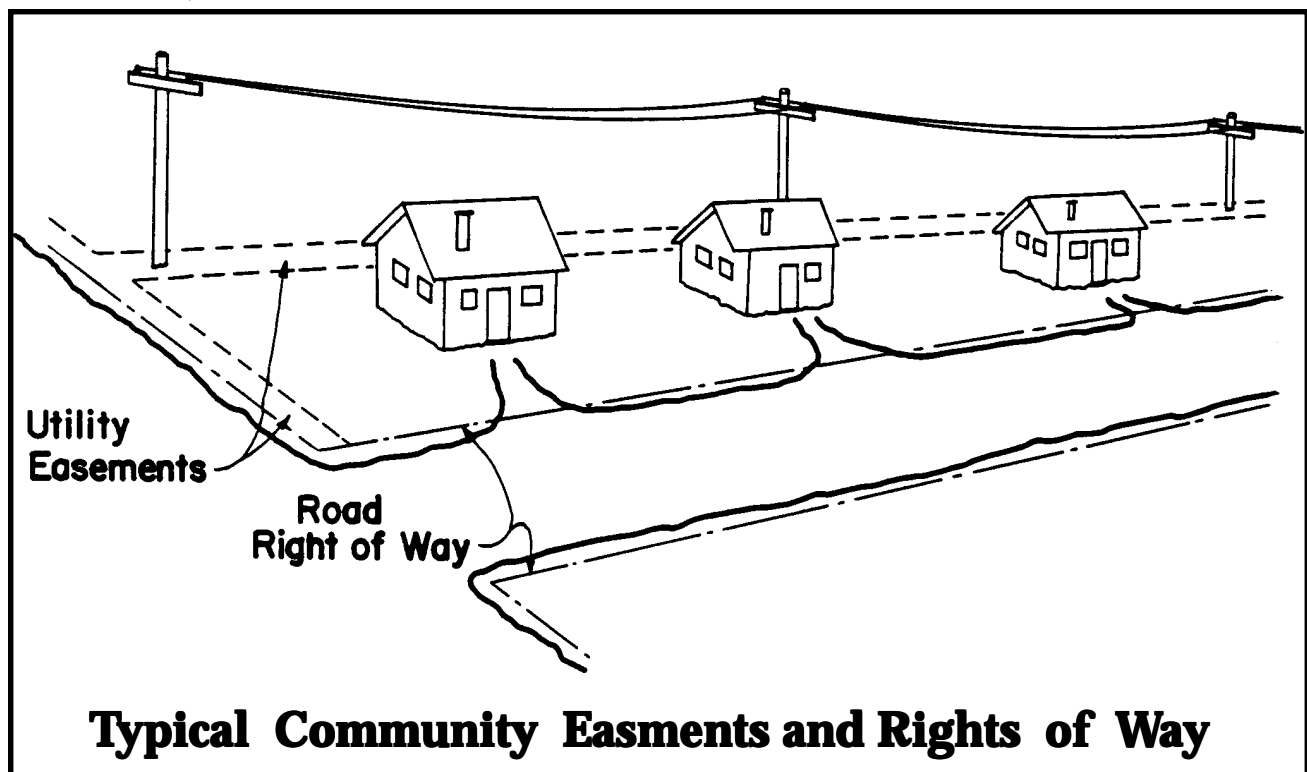 Utility
Easements
Road
Right of Way
Typical Community Easments and Rights of Way